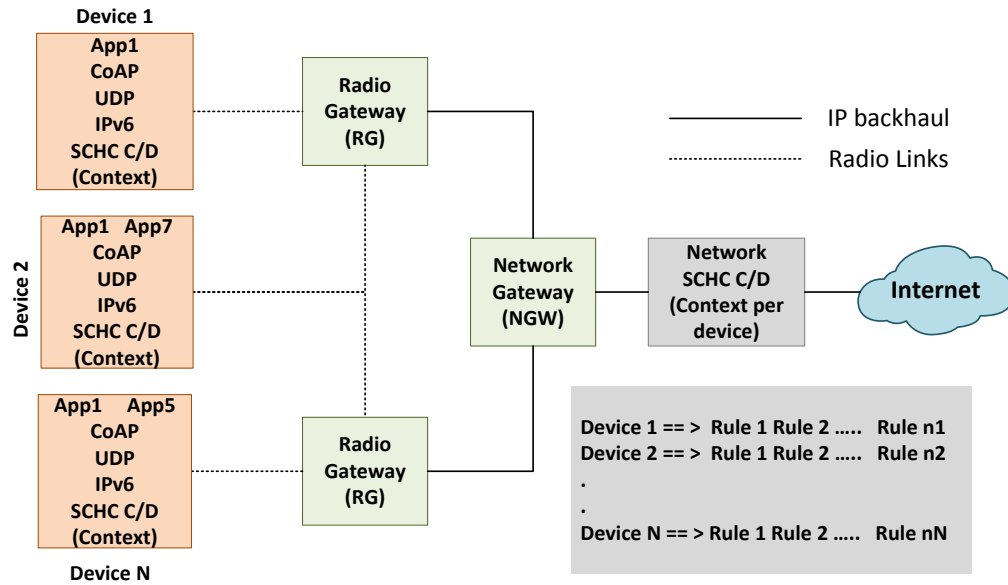 Device 1
App1
CoAP
UDP
IPv6
SCHC C/D
(Context)
Device 2
App1 App7
CoAP
UDP
IPv6
SCHC C/D
(Context)
App1 App5
CoAP
UDP
IPv6
SCHC C/D
(Context)
Device N
Radio
Gateway
(RG)
Radio
Gateway
(RG)
Network
Gateway
(NGW)
Network
SCHC C/D
(Context per
device)
Internet
IP backhaul
Radio Links
Device 1 == > Rule 1 Rule 2 ..... Rule n1
Device 2 == > Rule 1 Rule 2 ..... Rule n2
.
.
Device N == > Rule 1 Rule 2 ..... Rule nN